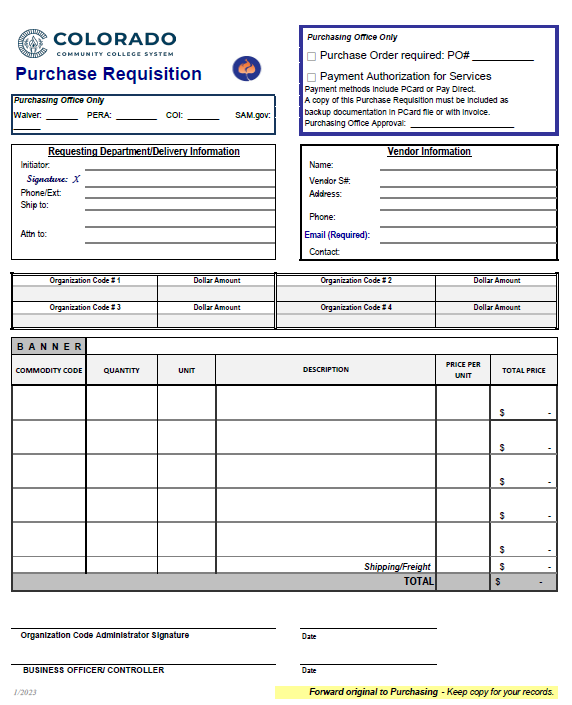 COLORADO
COMMUNITY COLLEGE SYSTEM
Purchase Requisition
Purchasing Office Only
Waiver: ______ PERA: ________ COI: ______ SAM.gov: _____
Purchasing Office Only
Purchase Order required: PO# __________
Payment Authorization for Services
Payment methods include PCard or Pay Direct.
A copy of this Purchase Requisition must be included as
backup documentation in PCard file or with invoice.
Purchasing Office Approval: ____________________
Requesting Department/Delivery Information
Initiator:
Signature: X
Phone/Ext:
Ship to:
Attn to:
Vendor Information
Name:
Vendor S#:
Address:
Phone:
Email (Required):
Contact:
Organization Code # 1 Dollar Amount Organization Code # 2 Dollar Amount
Organization Code # 3 Dollar Amount Organization Code # 4 Dollar Amount
BANNER
COMMODITY CODE QUANTITY UNIT DESCRIPTION PRICE PER UNIT TOTAL PRICE
$ -
$ -
$ -
$ -
$ -
Shipping/Freight $ -
TOTAL $ -
Organization Code Administrator Signature Date
BUSINESS OFFICER/ CONTROLLER Date
1/2023 Forward original to Purchasing - Keep copy for your records.